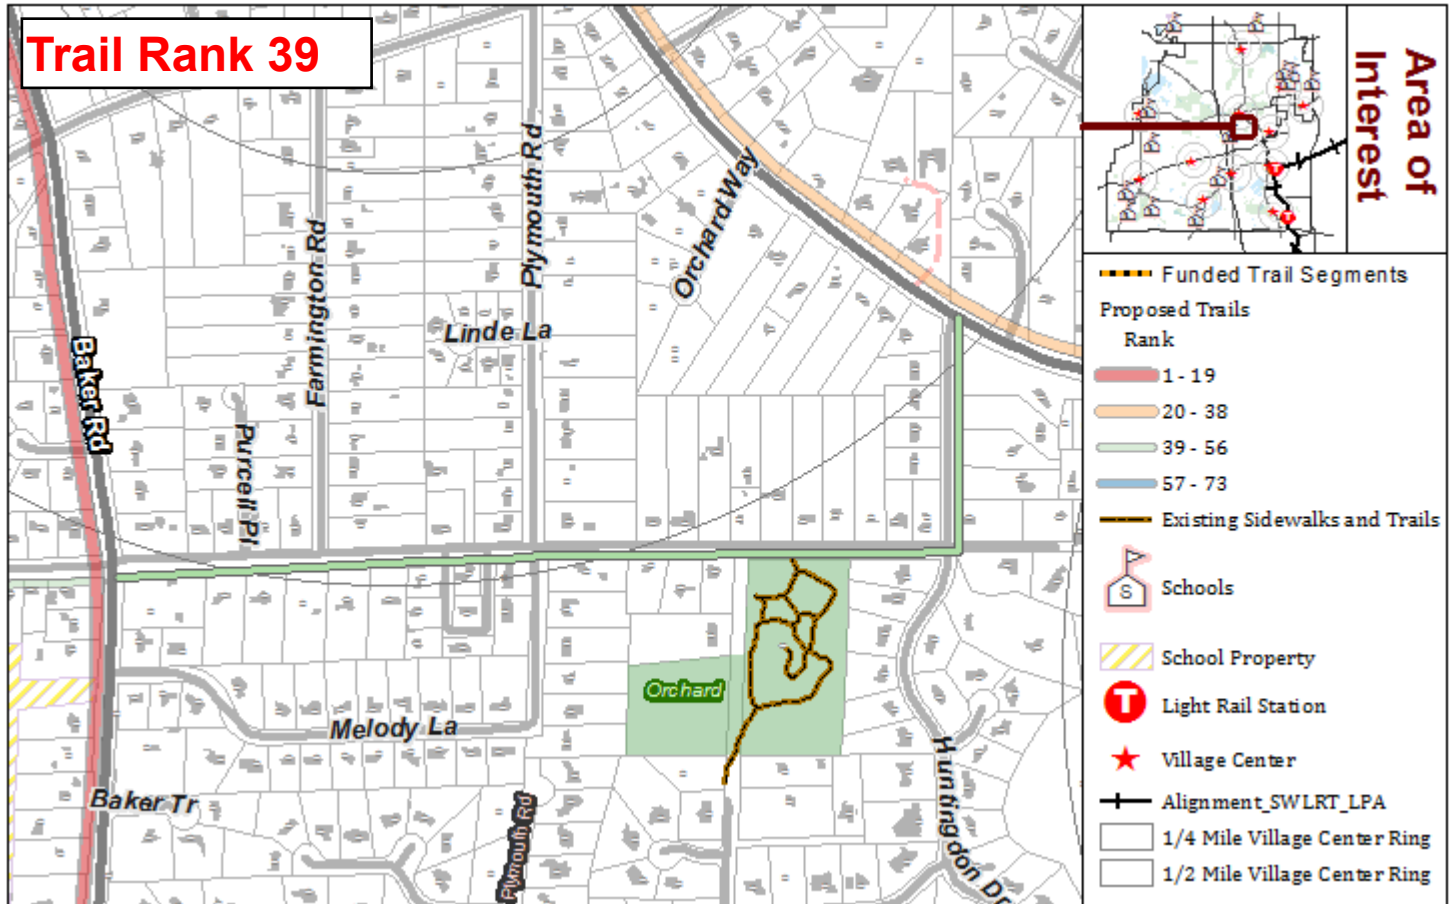 Trail Rank 39
Area of
Interest
Plymouth Rd
Orchard Way
Farmington Rd
Linde La
Baker Rd
Purcell Pl
Orchard
Melody La
Baker Tr
Plymouth Rd
Huntingdon Dr
Funded Trail Segments
Proposed Trails
Rank
1 - 19
20 - 38
39 - 56
57 - 73
Existing Sidewalks and Trails
S
Schools
School Property
T
Light Rail Station
Village Center
Alignment_SWLRT_LPA
1/4 Mile Village Center Ring
1/2 Mile Village Center Ring
T
T